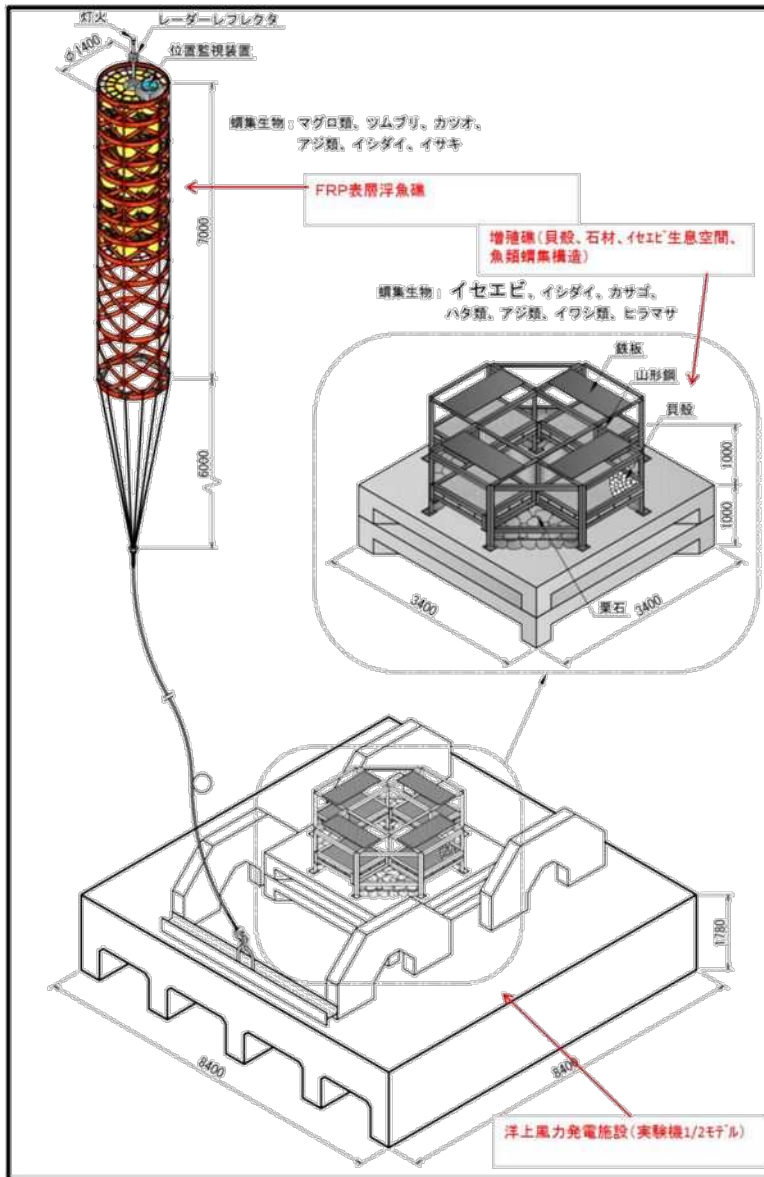 灯火
レーダーレフレクタ
φ1400
位置監視装置
蝟集生物：マグロ類、ツムブリ、カツオ、
アジ類、イシダイ、イサキ
FRP表層浮魚礁
7000
増殖礁(貝殻、石材、イセエビ生息空間、
魚類蝟集構造)
蝟集生物：イセエビ、イシダイ、カサゴ、
ハタ類、アジ類、イワシ類、ヒラマサ
鉄板
山形鋼
貝殻
6000
1000
1000
栗石
3400
3400
1780
8400
8400
洋上風力発電施設(実験機1/2モデル)